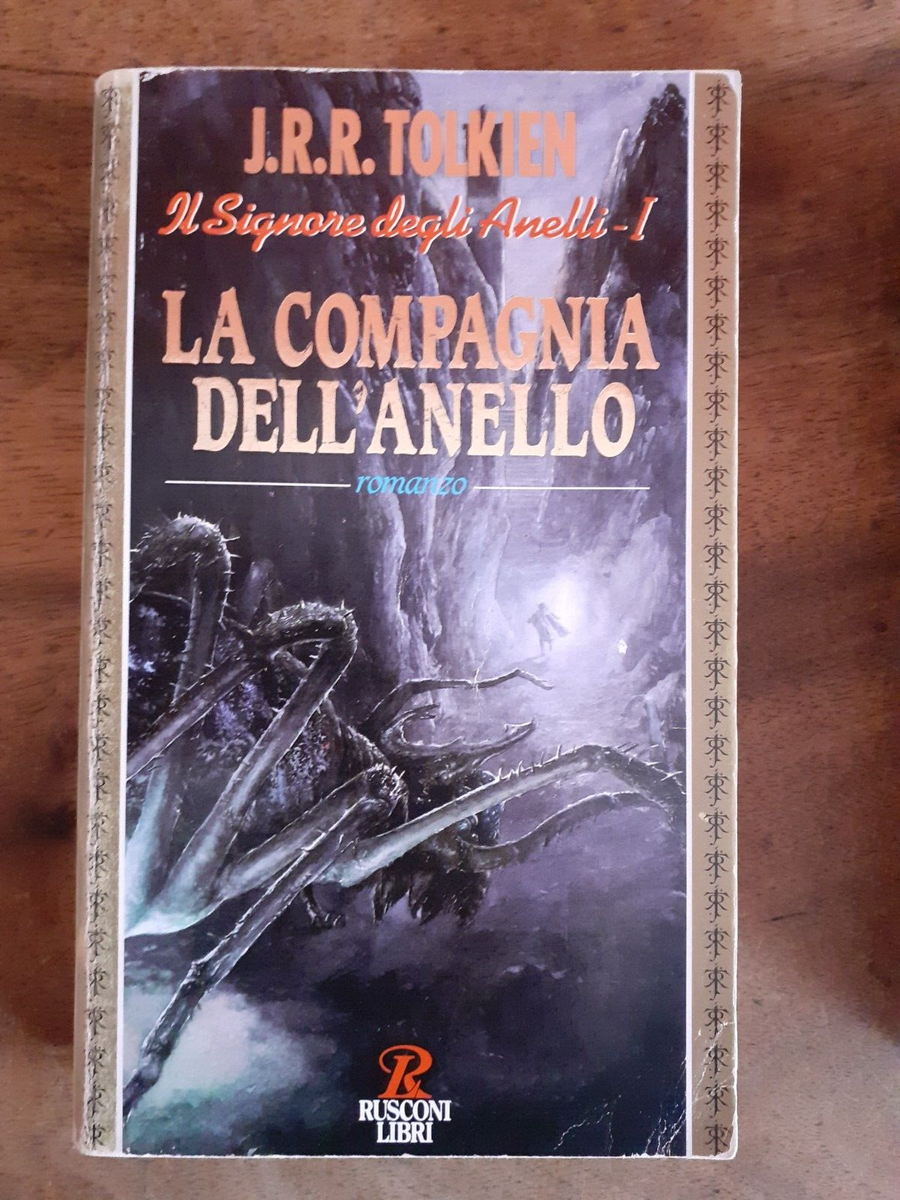 J.R.R. TOLKIEN
Il Signore degli Anelli - I
LA COMPAGNIA
DELL'ANELLO
romanzo
R
RUSCONI
LIBRI